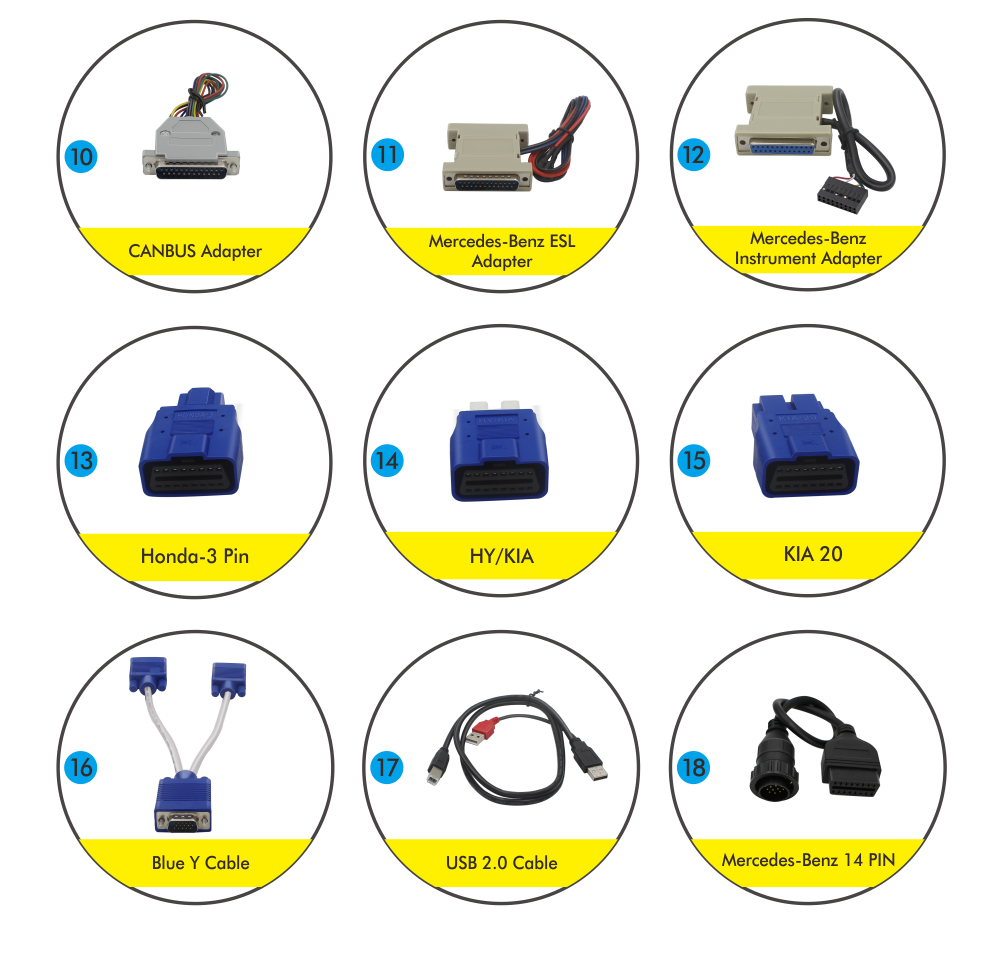 10
CANBUS Adapter
11
Mercedes-Benz ESL
Adapter
12
Mercedes-Benz
Instrument Adapter
13
Honda-3 Pin
14
HY/KIA
15
KIA 20
16
Blue Y Cable
17
USB 2.0 Cable
18
Mercedes-Benz 14 PIN